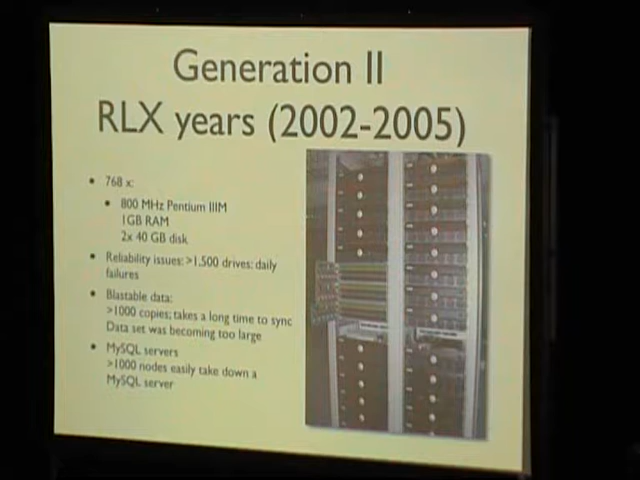 Generation II
RLX years (2002-2005)
• 768 x:
• 800 MHz Pentium IIIM
1GB RAM
2x 40 GB disk
• Reliability issues: >1,500 drives: daily
failures
• Blastable data:
>1000 copies; takes a long time to sync
Data set was becoming too large
• MySQL servers
>1000 nodes easily take down a
MySQL server